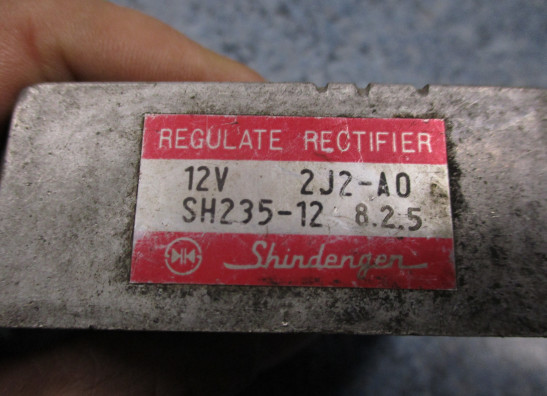 REGULATE RECTIFIER
12V 2J2-A0
SH235-12 8.2.5
Shindengen